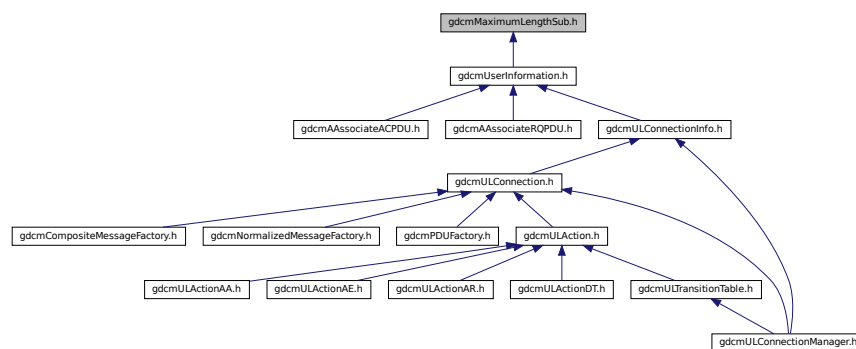 gdcmMaximumLengthSub.h
gdcmUserInformation.h
gdcmAAssociateACPDU.h
gdcmAAssociateRQPDU.h
gdcmULConnectionInfo.h
gdcmULConnection.h
gdcmCompositeMessageFactory.h
gdcmNormalizedMessageFactory.h
gdcmPDUFactory.h
gdcmULAction.h
gdcmULActionAA.h
gdcmULActionAE.h
gdcmULActionAR.h
gdcmULActionDT.h
gdcmULTransitionTable.h
gdcmULConnectionManager.h